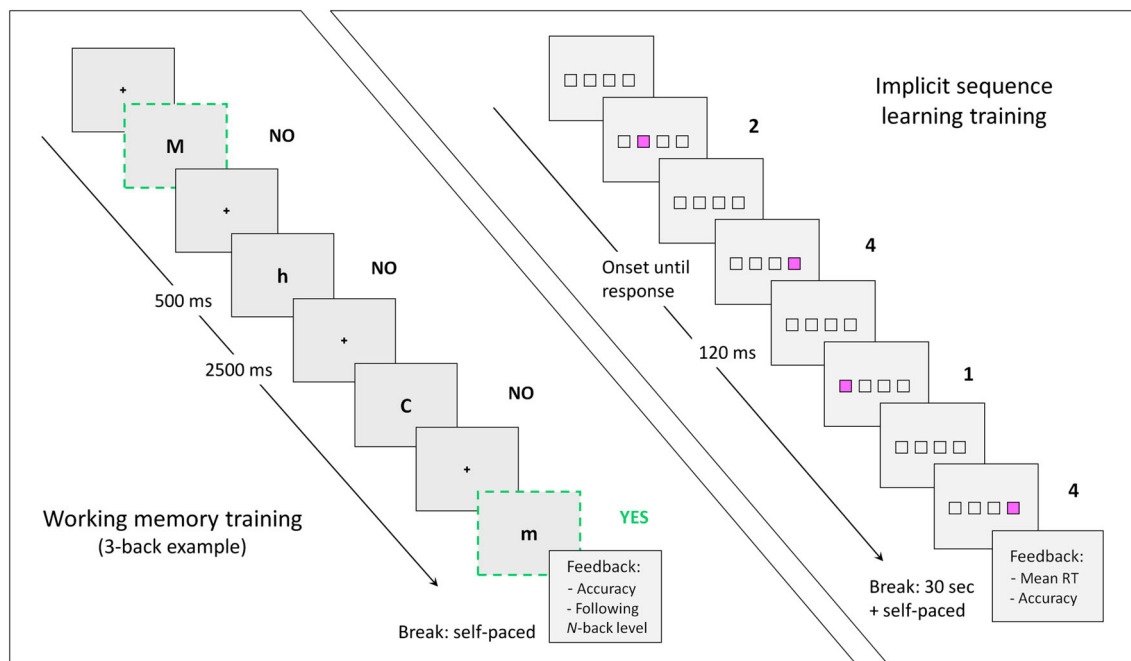 +
M
NO
+
h
NO
500 ms
+
2500 ms
C
NO
+
m
YES
Working memory training
(3-back example)
Feedback:
- Accuracy
- Following
N-back level
Break: self-paced
Implicit sequence
learning training
2
4
Onset until
response
120 ms
1
4
Break: 30 sec
+ self-paced
Feedback:
- Mean RT
- Accuracy